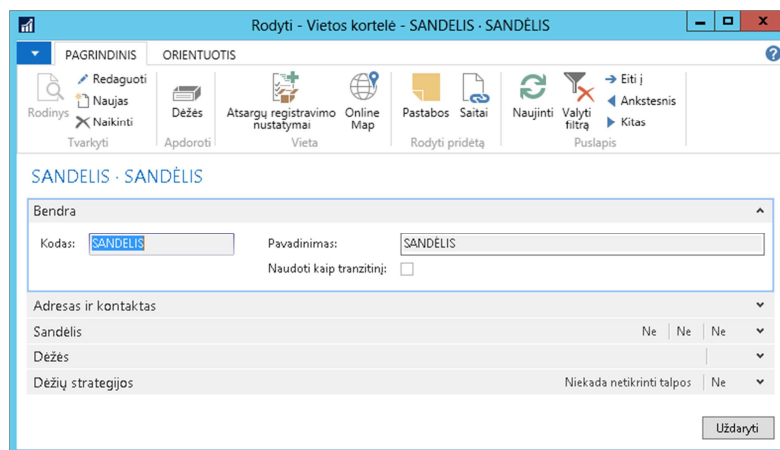 Rodyti - Vietos kortelė - SANDELIS · SANDĖLIS
PAGRINDINIS ORIENTUOTIS
Rodinys
Redaguoti
Naujas
Naikinti
Tvarkyti
Dėžės
Apdoroti
Atsargų registravimo nustatymai
Online Map
Vieta
Pastabos
Saitai
Rodyti pridėtą
Naujinti
Valyti filtrą
Eiti į
Ankstesnis
Kitas
Puslapis
SANDELIS · SANDĖLIS
Bendra
Kodas: SANDELIS Pavadinimas: SANDĖLIS
Naudoti kaip tranzitinį:
Adresas ir kontaktas
Sandėlis Ne Ne Ne
Dėžės
Dėžių strategijos Niekada netikrinti talpos Ne
Uždaryti